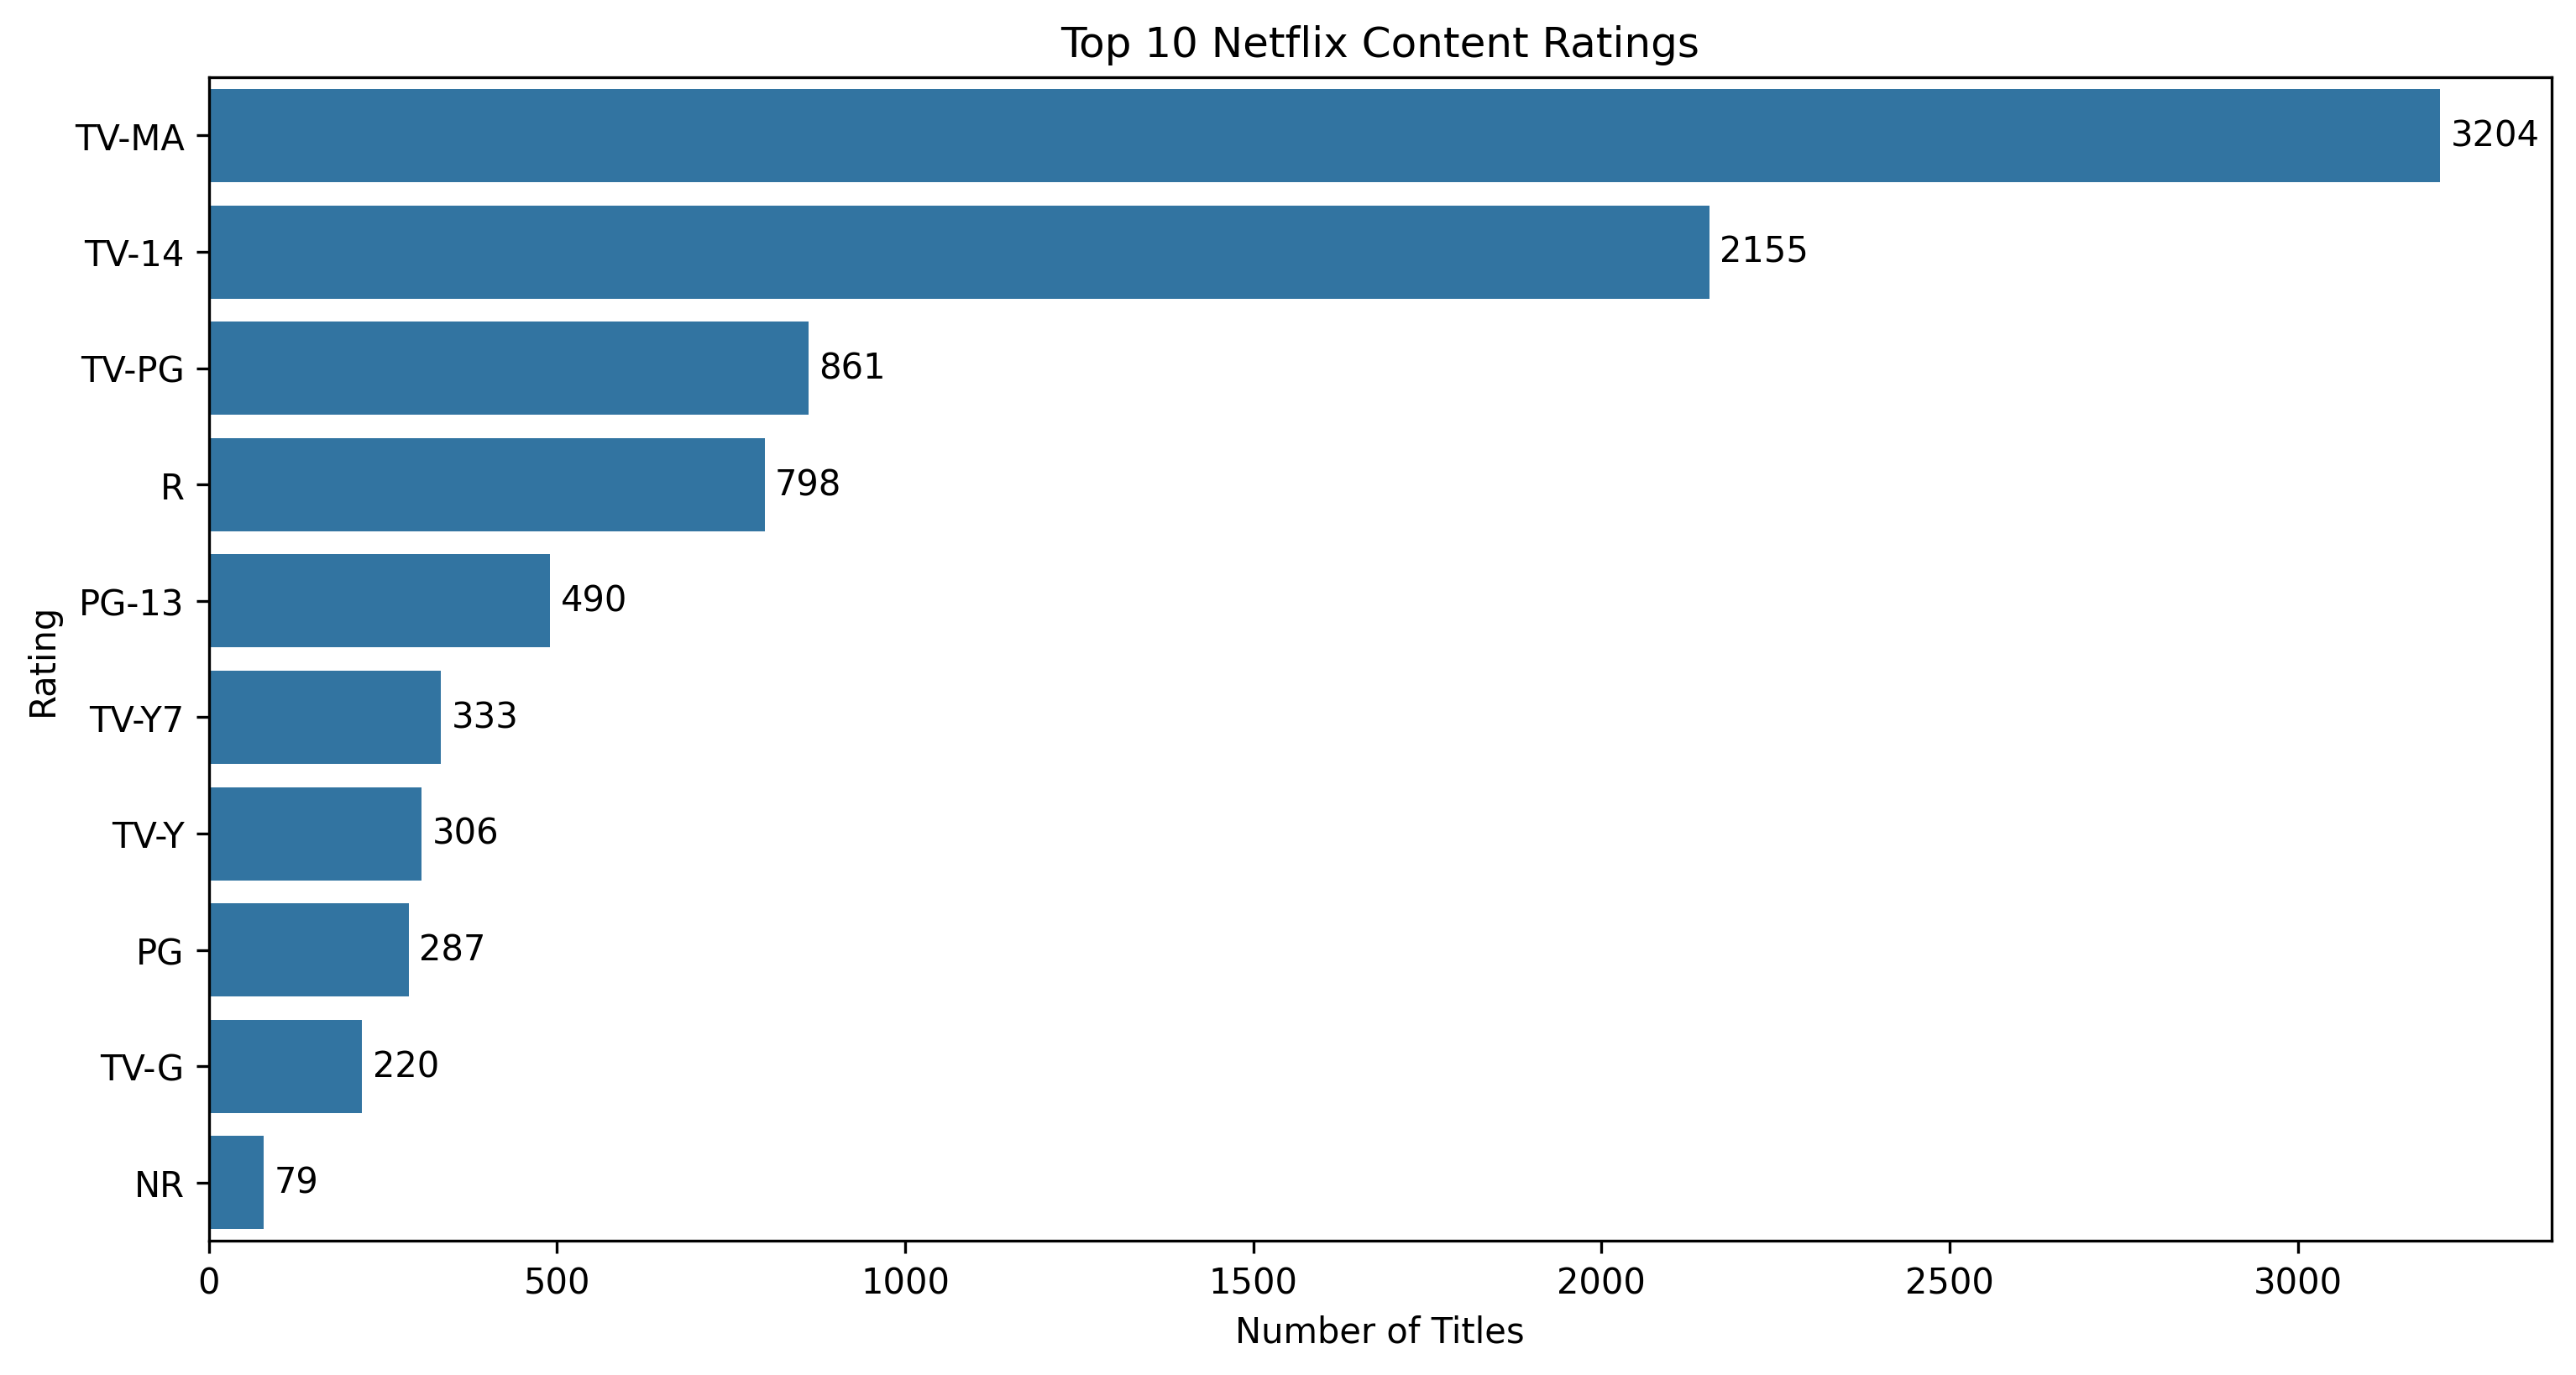 Top 10 Netflix Content Ratings
TV-MA 3204
TV-14 2155
TV-PG 861
R 798
PG-13 490
TV-Y7 333
TV-Y 306
PG 287
TV-G 220
NR 79
Rating
0 500 1000 1500 2000 2500 3000
Number of Titles